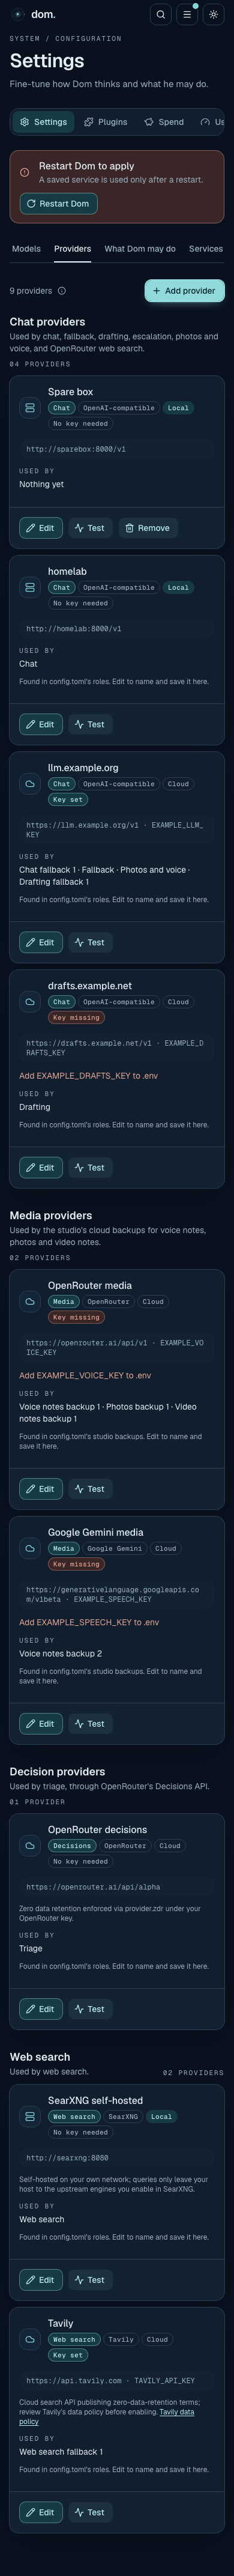 dom.
SYSTEM / CONFIGURATION
Settings
Fine-tune how Dom thinks and what he may do.
Settings Plugins Spend Us
Restart Dom to apply
A saved service is used only after a restart.
Restart Dom
Models Providers What Dom may do Services
9 providers
Add provider
Chat providers
Used by chat, fallback, drafting, escalation, photos and
voice, and OpenRouter web search.
04 PROVIDERS
Spare box
Chat OpenAI-compatible Local
No key needed
http://sparebox:8000/v1
USED BY
Nothing yet
Edit Test Remove
homelab
Chat OpenAI-compatible Local
No key needed
http://homelab:8000/v1
USED BY
Chat
Found in config.toml's roles. Edit to name and save it here.
Edit Test
llm.example.org
Chat OpenAI-compatible Cloud
Key set
https://llm.example.org/v1 · EXAMPLE_LLM_
KEY
USED BY
Chat fallback 1 · Fallback · Photos and voice ·
Drafting fallback 1
Found in config.toml's roles. Edit to name and save it here.
Edit Test
drafts.example.net
Chat OpenAI-compatible Cloud
Key missing
https://drafts.example.net/v1 · EXAMPLE_D
RAFTS_KEY
Add EXAMPLE_DRAFTS_KEY to .env
USED BY
Drafting
Found in config.toml's roles. Edit to name and save it here.
Edit Test
Media providers
Used by the studio's cloud backups for voice notes,
photos and video notes.
02 PROVIDERS
OpenRouter media
Media OpenRouter Cloud
Key missing
https://openrouter.ai/api/v1 · EXAMPLE_VO
ICE_KEY
Add EXAMPLE_VOICE_KEY to .env
USED BY
Voice notes backup 1 · Photos backup 1 · Video
notes backup 1
Found in config.toml's studio backups. Edit to name and
save it here.
Edit Test
Google Gemini media
Media Google Gemini Cloud
Key missing
https://generativelanguage.googleapis.co
m/v1beta · EXAMPLE_SPEECH_KEY
Add EXAMPLE_SPEECH_KEY to .env
USED BY
Voice notes backup 2
Found in config.toml's studio backups. Edit to name and
save it here.
Edit Test
Decision providers
Used by triage, through OpenRouter's Decisions API.
01 PROVIDER
OpenRouter decisions
Decisions OpenRouter Cloud
No key needed
https://openrouter.ai/api/alpha
Zero data retention enforced via provider.zdr under your
OpenRouter key.
USED BY
Triage
Found in config.toml's roles. Edit to name and save it here.
Edit Test
Web search
Used by web search.
02 PROVIDERS
SearXNG self-hosted
Web search SearXNG Local
No key needed
http://searxng:8080
Self-hosted on your own network; queries only leave your
host to the upstream engines you enable in SearXNG.
USED BY
Web search
Found in config.toml's roles. Edit to name and save it here.
Edit Test
Tavily
Web search Tavily Cloud
Key set
https://api.tavily.com · TAVILY_API_KEY
Cloud search API publishing zero-data-retention terms;
review Tavily's data policy before enabling. Tavily data
policy
USED BY
Web search fallback 1
Found in config.toml's roles. Edit to name and save it here.
Edit Test